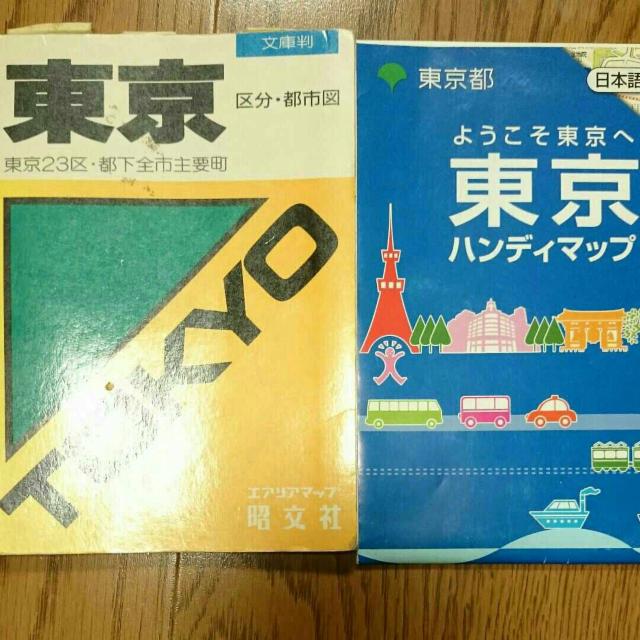 文庫判
東京
区分・都市図
東京23区・都下全市主要町
TOKYO
エアリアマップ
昭文社
東京都
日本語
ようこそ東京へ
東京
ハンディマップ